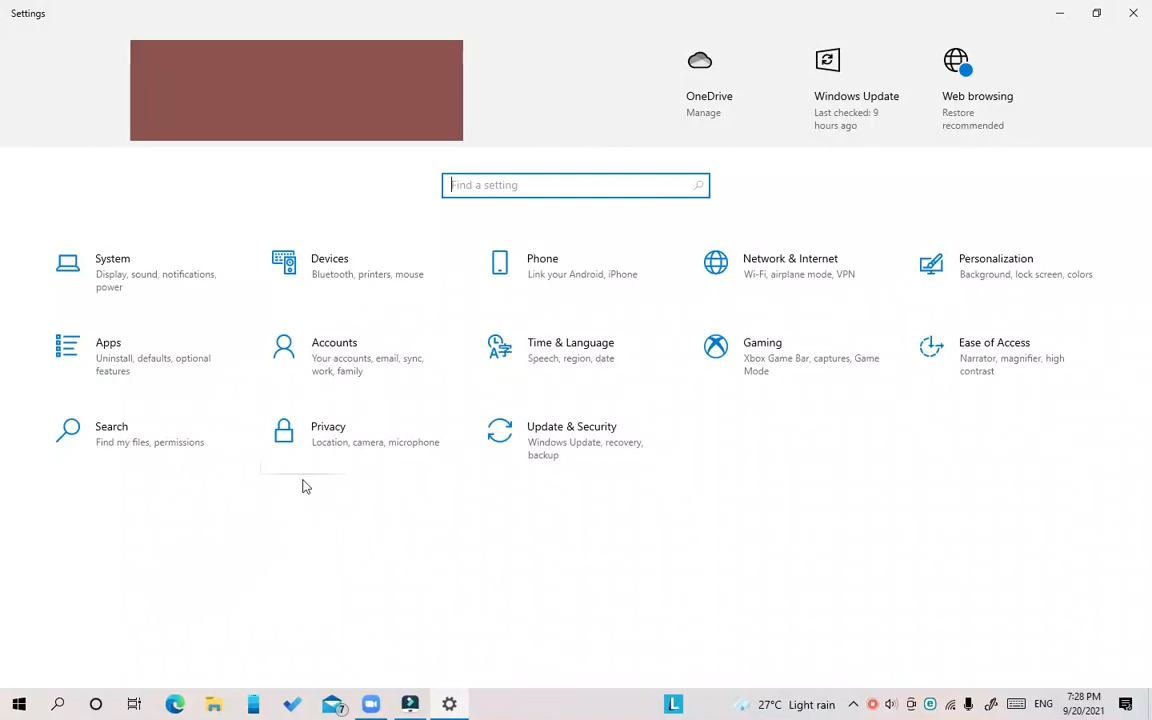 Settings
OneDrive
Manage
Windows Update
Last checked: 9
hours ago
Web browsing
Restore
recommended
Find a setting
System
Display, sound, notifications,
power
Devices
Bluetooth, printers, mouse
Phone
Link your Android, iPhone
Network & Internet
Wi-Fi, airplane mode, VPN
Personalization
Background, lock screen, colors
Apps
Uninstall, defaults, optional
features
Accounts
Your accounts, email, sync,
work, family
Time & Language
Speech, region, date
Gaming
Xbox Game Bar, captures, Game
Mode
Ease of Access
Narrator, magnifier, high
contrast
Search
Find my files, permissions
Privacy
Location, camera, microphone
Update & Security
Windows Update, recovery,
backup
7
L
27°C Light rain
ENG
7:28 PM
9/20/2021